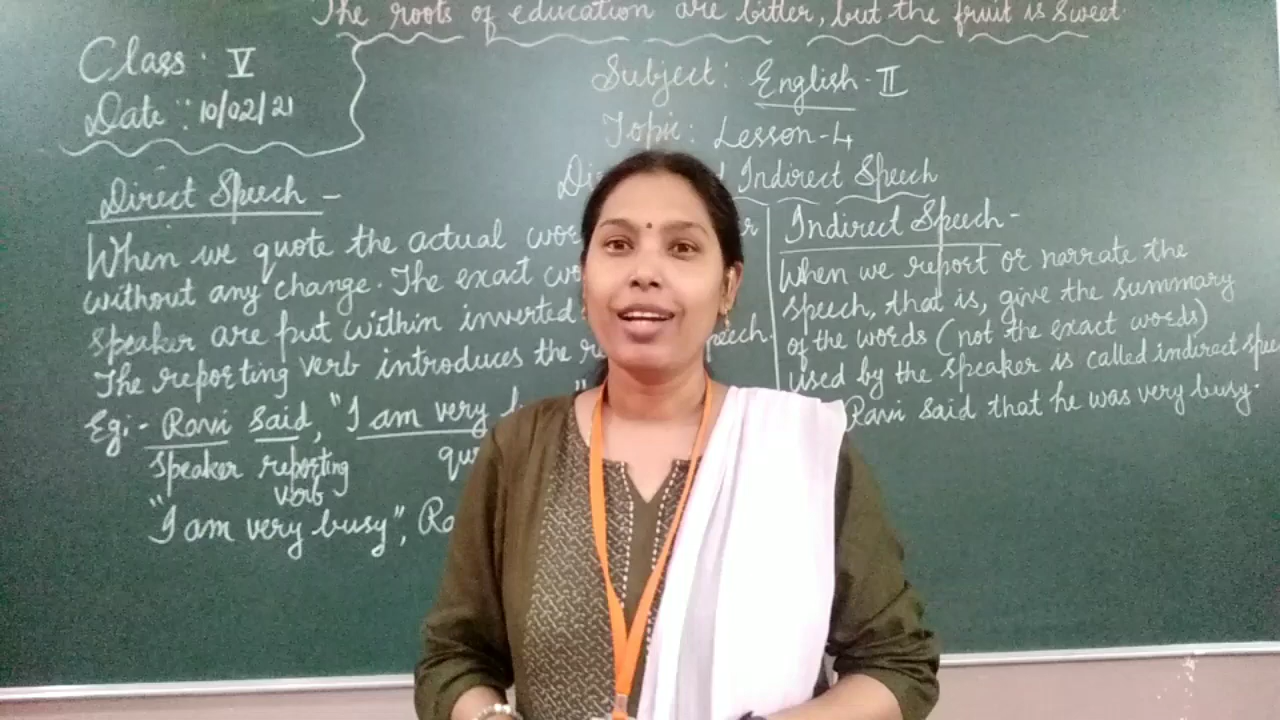 The roots of education are bitter, but the fruit is sweet.
Class : V
Date : 10/02/21
Subject: English-II
Topic: Lesson-4
Indirect Speech
Direct Speech -
When we quote the actual
without any change. The exact
speaker are put within inverted
The reporting verb introduces the
Eg:- Ravi said, "I am very
speaker reporting
verb
"I am very busy",
Indirect Speech-
When we report or narrate the
speech, that is, give the summary
of the words (not the exact words)
used by the speaker is called indirect
Ravi said that he was very busy.